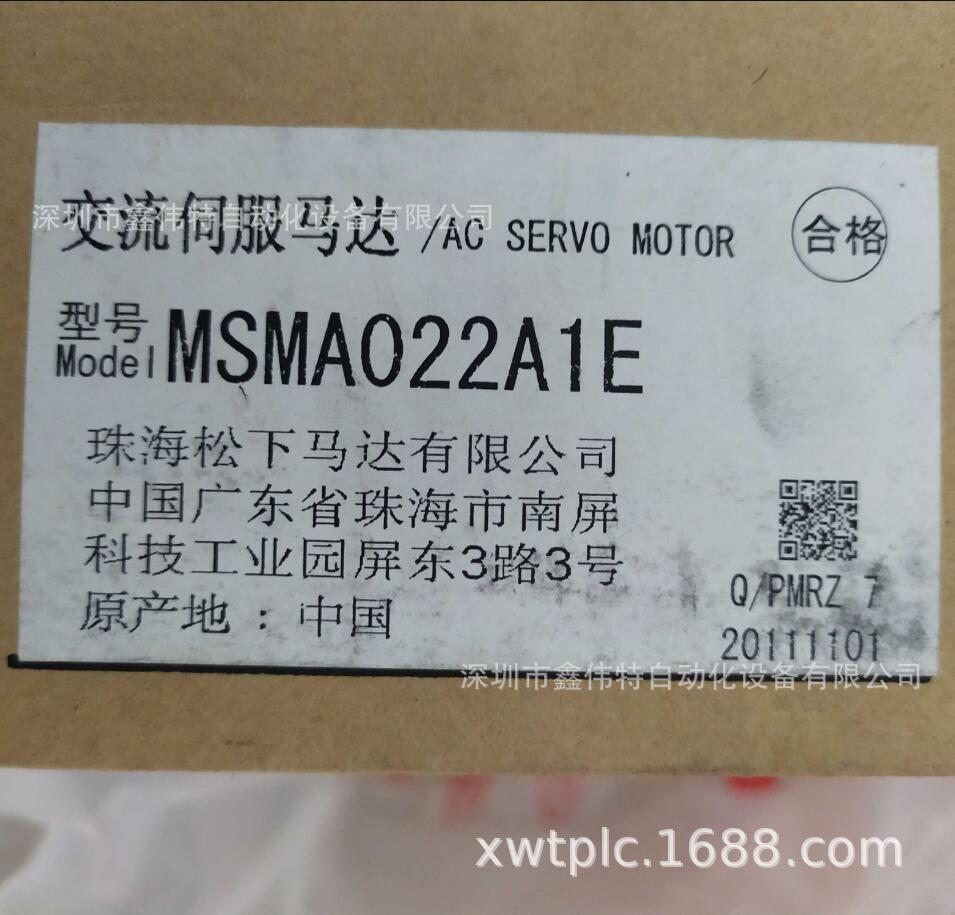 深圳市鑫伟特自动化设备有限公司
交流伺服马达 /AC SERVO MOTOR
合格
型号
Model MSMA022A1E
珠海松下马达有限公司
中国广东省珠海市南屏
科技工业园屏东3路3号
原产地：中国
Q/PMRZ 7
20111101
深圳市鑫伟特自动化设备有限公司
xwtplc.1688.com